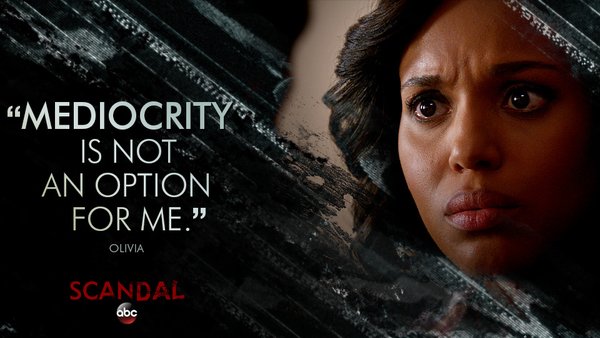 “MEDIOCRITY
IS NOT
AN OPTION
FOR ME.”
OLIVIA
SCANDAL
abc